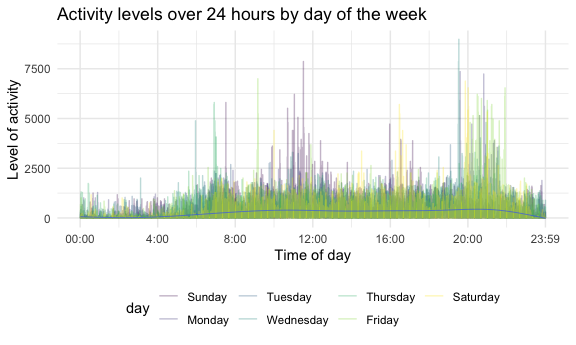 Activity levels over 24 hours by day of the week
Level of activity
7500
5000
2500
0
00:00 4:00 8:00 12:00 16:00 20:00 23:59
Time of day
day
Sunday Tuesday Thursday Saturday
Monday Wednesday Friday